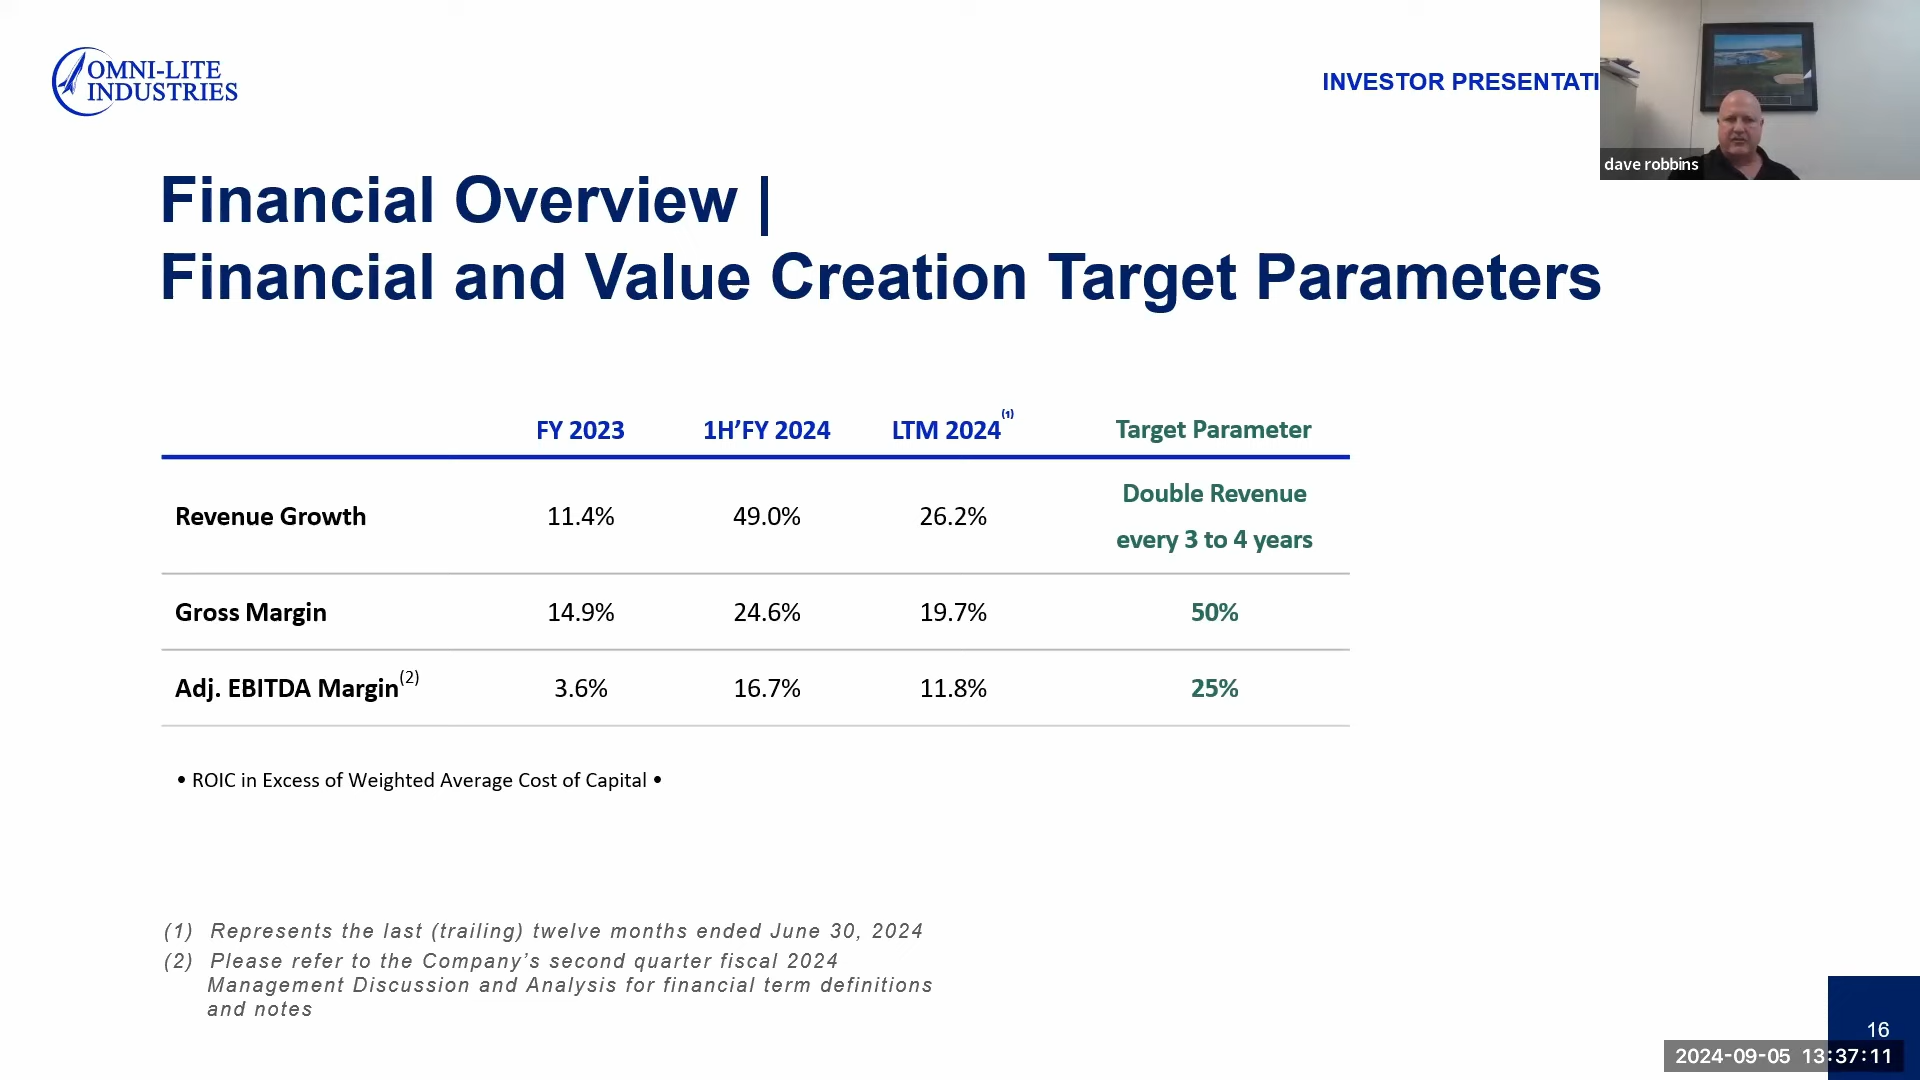 OMNI-LITE
INDUSTRIES
INVESTOR PRESENTATI
dave robbins
Financial Overview |
Financial and Value Creation Target Parameters
FY 2023 1H’FY 2024 LTM 2024(1) Target Parameter
Revenue Growth 11.4% 49.0% 26.2% Double Revenue
every 3 to 4 years
Gross Margin 14.9% 24.6% 19.7% 50%
Adj. EBITDA Margin(2) 3.6% 16.7% 11.8% 25%
• ROIC in Excess of Weighted Average Cost of Capital •
(1) Represents the last (trailing) twelve months ended June 30, 2024
(2) Please refer to the Company’s second quarter fiscal 2024
Management Discussion and Analysis for financial term definitions
and notes
16
2024-09-05 13:37:11